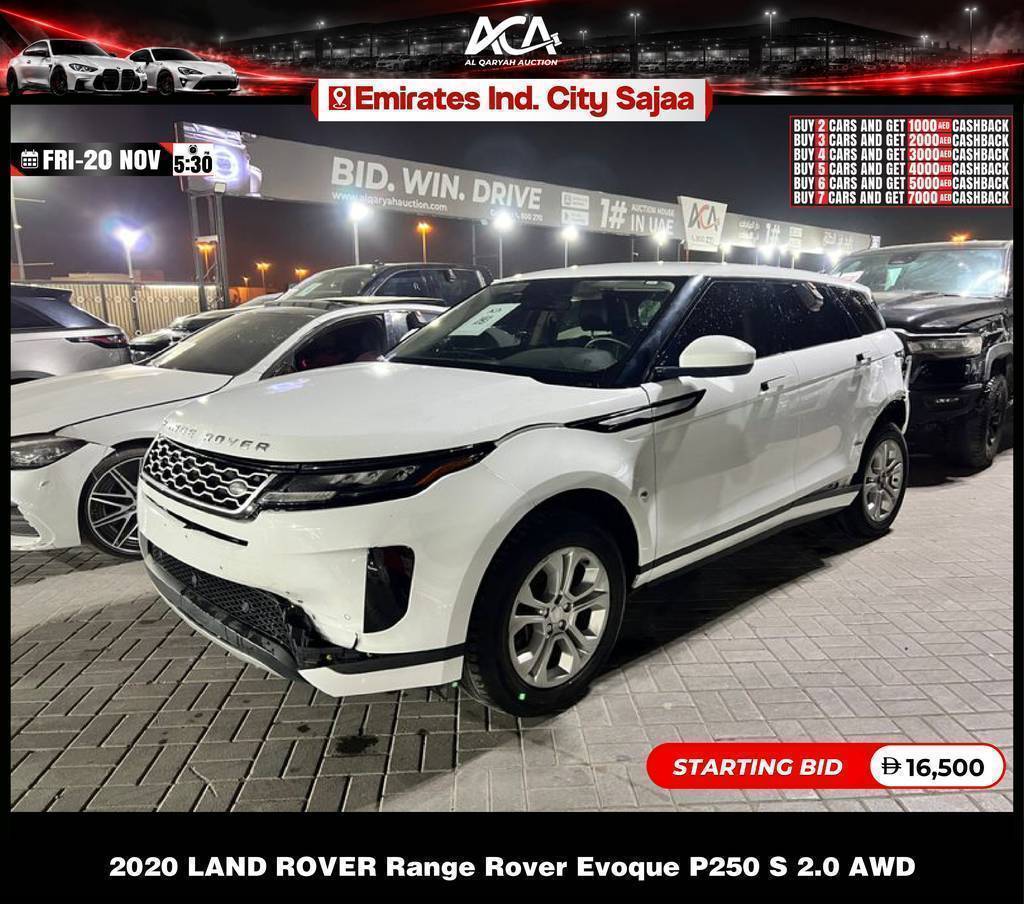 ACA
AL QARYAH AUCTION
Emirates Ind. City Sajaa
FRI-20 NOV 5:30
BUY 2 CARS AND GET 1000 AED CASHBACK
BUY 3 CARS AND GET 2000 AED CASHBACK
BUY 4 CARS AND GET 3000 AED CASHBACK
BUY 5 CARS AND GET 4000 AED CASHBACK
BUY 6 CARS AND GET 5000 AED CASHBACK
BUY 7 CARS AND GET 7000 AED CASHBACK
BID. WIN. DRIVE
www.alqaryahauction.com
1# AUCTION HOUSE IN UAE
ACA
ROVER
STARTING BID 16,500
2020 LAND ROVER Range Rover Evoque P250 S 2.0 AWD